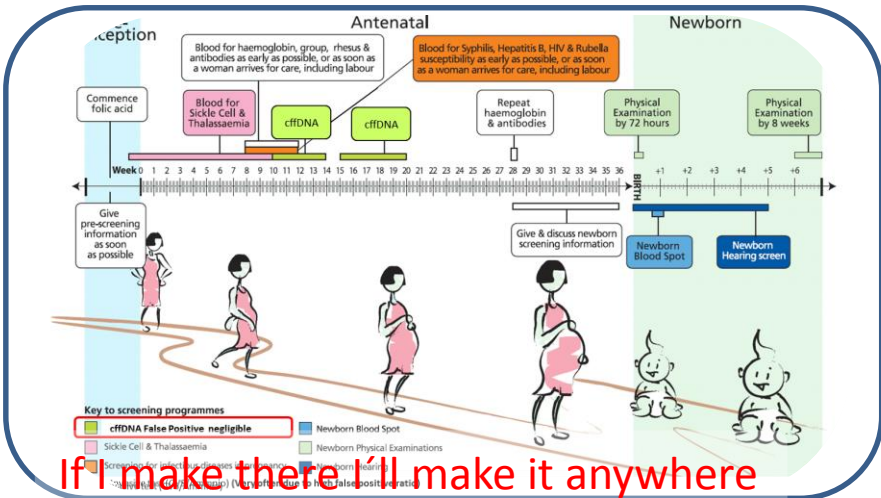 ception
Antenatal
Newborn
Blood for haemoglobin, group, rhesus &
antibodies as early as possible, or as soon as
a woman arrives for care, including labour
Blood for Syphilis, Hepatitis B, HIV & Rubella
susceptibility as early as possible, or as soon
as a woman arrives for care, including labour
Commence
folic acid
Blood for
Sickle Cell &
Thalassaemia
cffDNA
cffDNA
Repeat
haemoglobin
& antibodies
Physical
Examination
by 72 hours
Physical
Examination
by 8 weeks
Week 0 1 2 3 4 5 6 7 8 9 10 11 12 13 14 15 16 17 18 19 20 21 22 23 24 25 26 27 28 29 30 31 32 33 34 35 36
BIRTH
+1 +2 +3 +4 +5 +6
Give
pre-screening
information
as soon
as possible
Give & discuss newborn
screening information
Newborn
Blood Spot
Newborn
Hearing screen
Key to screening programmes
cffDNA False Positive negligible
Newborn Blood Spot
Sickle Cell & Thalassaemia
Newborn Physical Examinations
Screening for infectious diseases in pregnancy
Newborn Hearing
(Very often due to high false positive ratio)
If I make there I´ll make it anywhere